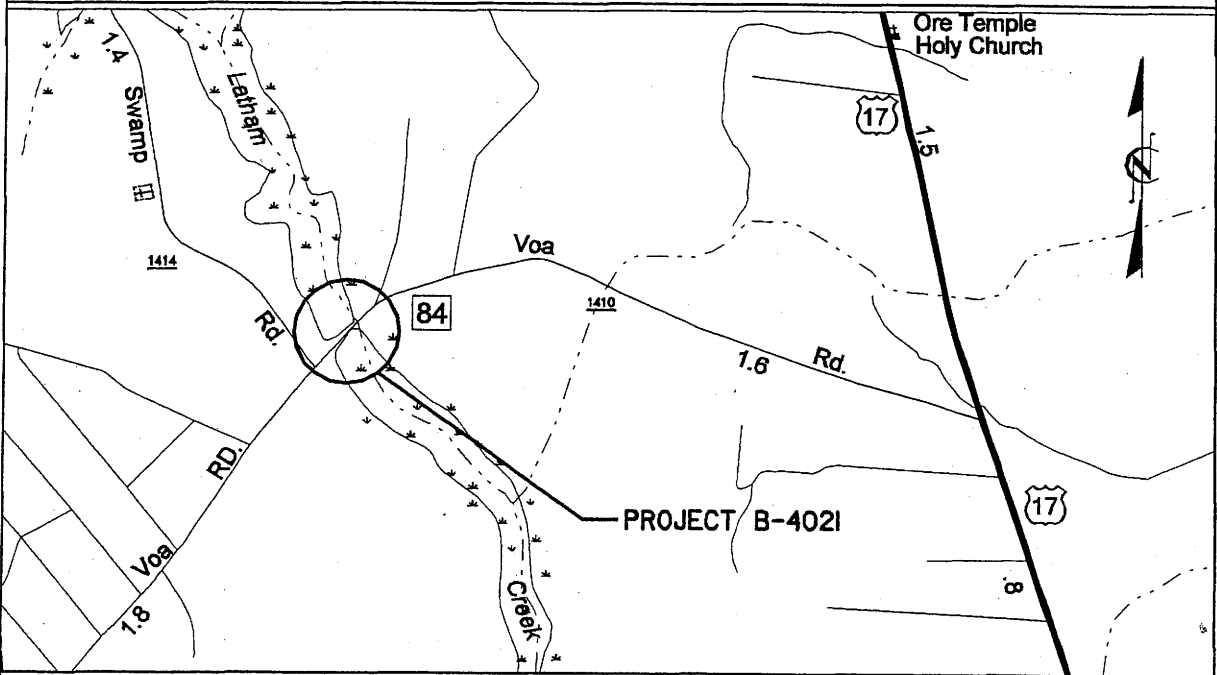 Ore Temple
Holy Church
1.4
Latham
17
1.5
Swamp
N
Voa
1414
1410
84
Rd.
1.6
Rd.
RD.
17
PROJECT B-4021
Voa
.8
Creek
1.8